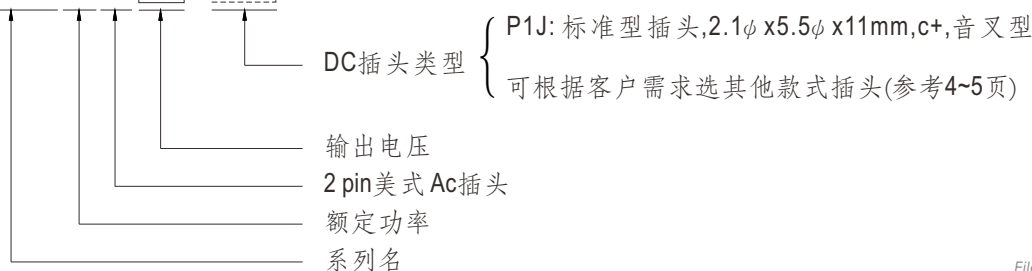 P1J: 标准型插头,2.1φ x5.5φ x11mm,c+,音叉型
DC插头类型
可根据客户需求选其他款式插头(参考4~5页)
输出电压
2 pin美式 Ac插头
额定功率
系列名